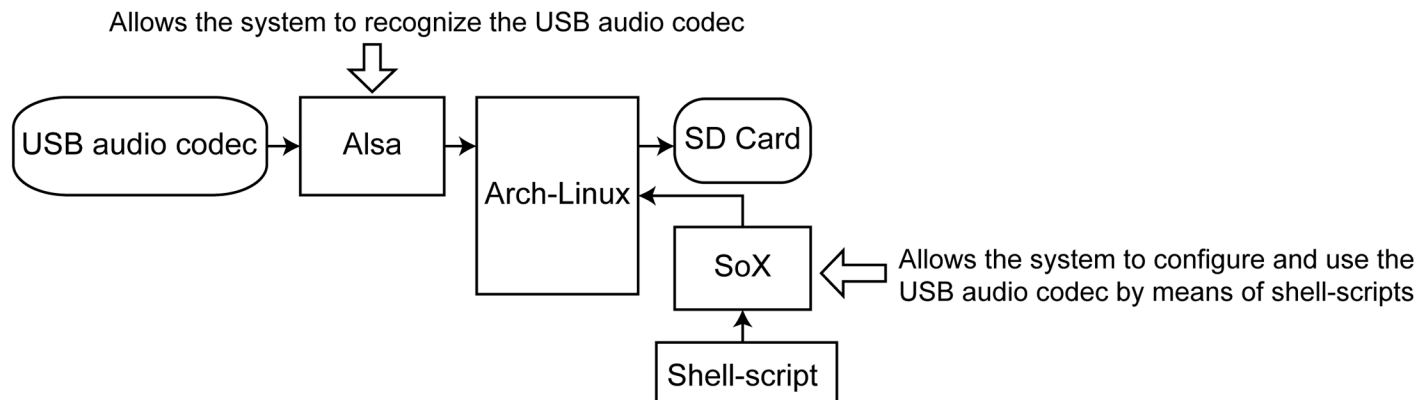 Allows the system to recognize the USB audio codec
USB audio codec
Alsa
Arch-Linux
SD Card
SoX
Allows the system to configure and use the
USB audio codec by means of shell-scripts
Shell-script